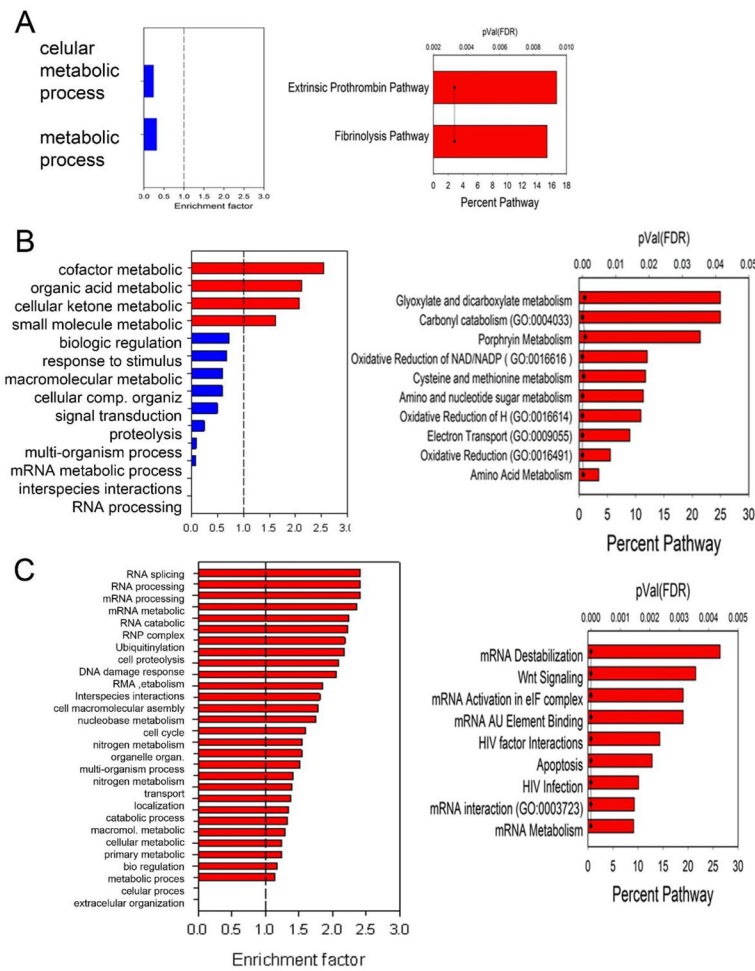 A
celular
metabolic
process
metabolic
process
0.0 0.5 1.0 1.5 2.0 2.5 3.0
Enrichment factor
pVal(FDR)
0.002 0.004 0.006 0.008 0.010
Extrinsic Prothrombin Pathway
Fibrinolysis Pathway
0 2 4 6 8 10 12 14 16 18
Percent Pathway
B
cofactor metabolic
organic acid metabolic
cellular ketone metabolic
small molecule metabolic
biologic regulation
response to stimulus
macromolecular metabolic
cellular comp. organiz
signal transduction
proteolysis
multi-organism process
mRNA metabolic process
interspecies interactions
RNA processing
0.0 0.5 1.0 1.5 2.0 2.5 3.0
pVal(FDR)
0.00 0.01 0.02 0.03 0.04 0.05
Glyoxylate and dicarboxylate metabolism
Carbonyl catabolism (GO:0004033)
Porphryin Metabolism
Oxidative Reduction of NAD/NADP ( GO:0016616 )
Cysteine and methionine metabolism
Amino and nucleotide sugar metabolism
Oxidative Reduction of H (GO:0016614)
Electron Transport (GO:0009055)
Oxidative Reduction (GO:0016491)
Amino Acid Metabolism
0 5 10 15 20 25 30
Percent Pathway
C
RNA splicing
RNA processing
mRNA processing
mRNA metabolic
RNA catabolic
RNP complex
Ubiquitinylation
cell proteolysis
DNA damage response
RMA ,etabolism
Interspecies interactions
cell macromolecular asembly
nucleobase metabolism
cell cycle
nitrogen metabolism
organelle organ.
multi-organism process
nitrogen metabolism
transport
localization
catabolic process
macromol. metabolic
cellular metabolic
primary metabolic
bio regulation
metabolic proces
celular proces
extracelular organization
0.0 0.5 1.0 1.5 2.0 2.5 3.0
Enrichment factor
pVal(FDR)
0.000 0.001 0.002 0.003 0.004 0.005
mRNA Destabilization
Wnt Signaling
mRNA Activation in eIF complex
mRNA AU Element Binding
HIV factor Interactions
Apoptosis
HIV Infection
mRNA interaction (GO:0003723)
mRNA Metabolism
0 5 10 15 20 25 30
Percent Pathway